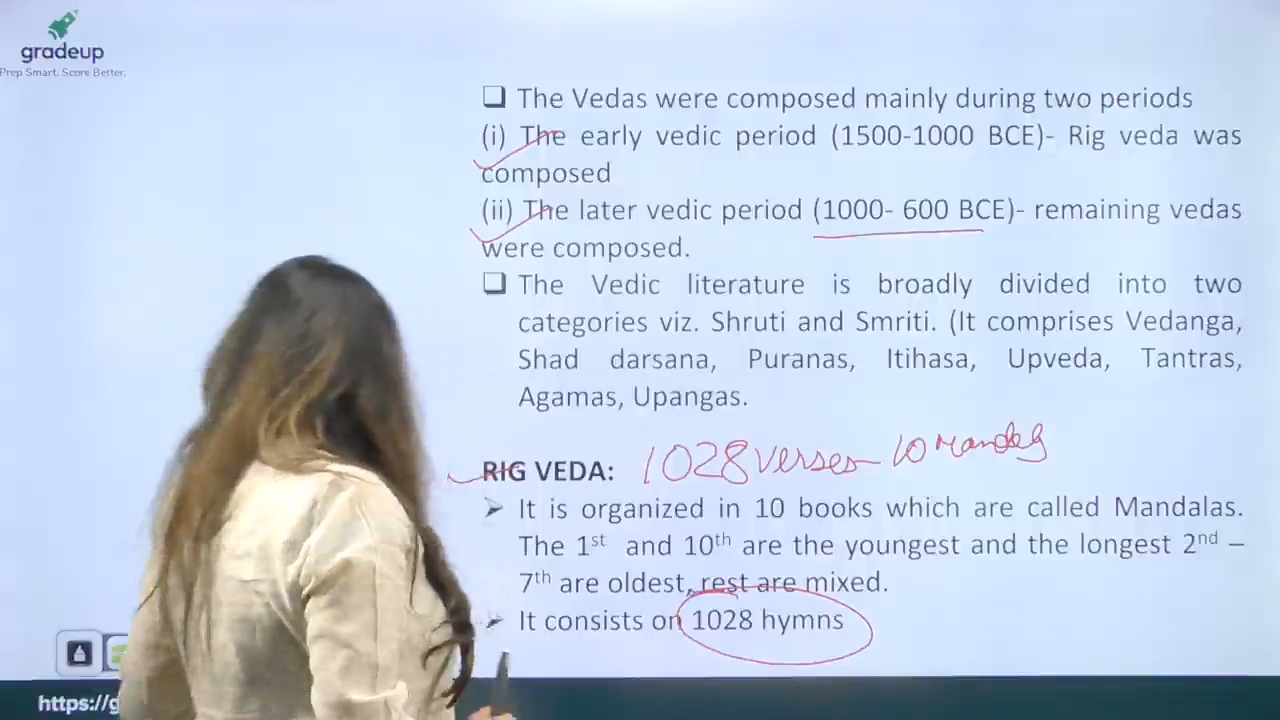 gradeup
Prep Smart. Score Better.
❑ The Vedas were composed mainly during two periods
(i) The early vedic period (1500-1000 BCE)- Rig veda was
composed
(ii) The later vedic period (1000- 600 BCE)- remaining vedas
were composed.
❑ The Vedic literature is broadly divided into two
categories viz. Shruti and Smriti. (It comprises Vedanga,
Shad darsana, Puranas, Itihasa, Upveda, Tantras,
Agamas, Upangas.
RIG VEDA: 1028 verses 10
➢ It is organized in 10 books which are called Mandalas.
The 1st and 10th are the youngest and the longest 2nd –
7th are oldest, rest are mixed.
➢ It consists on 1028 hymns
https://g